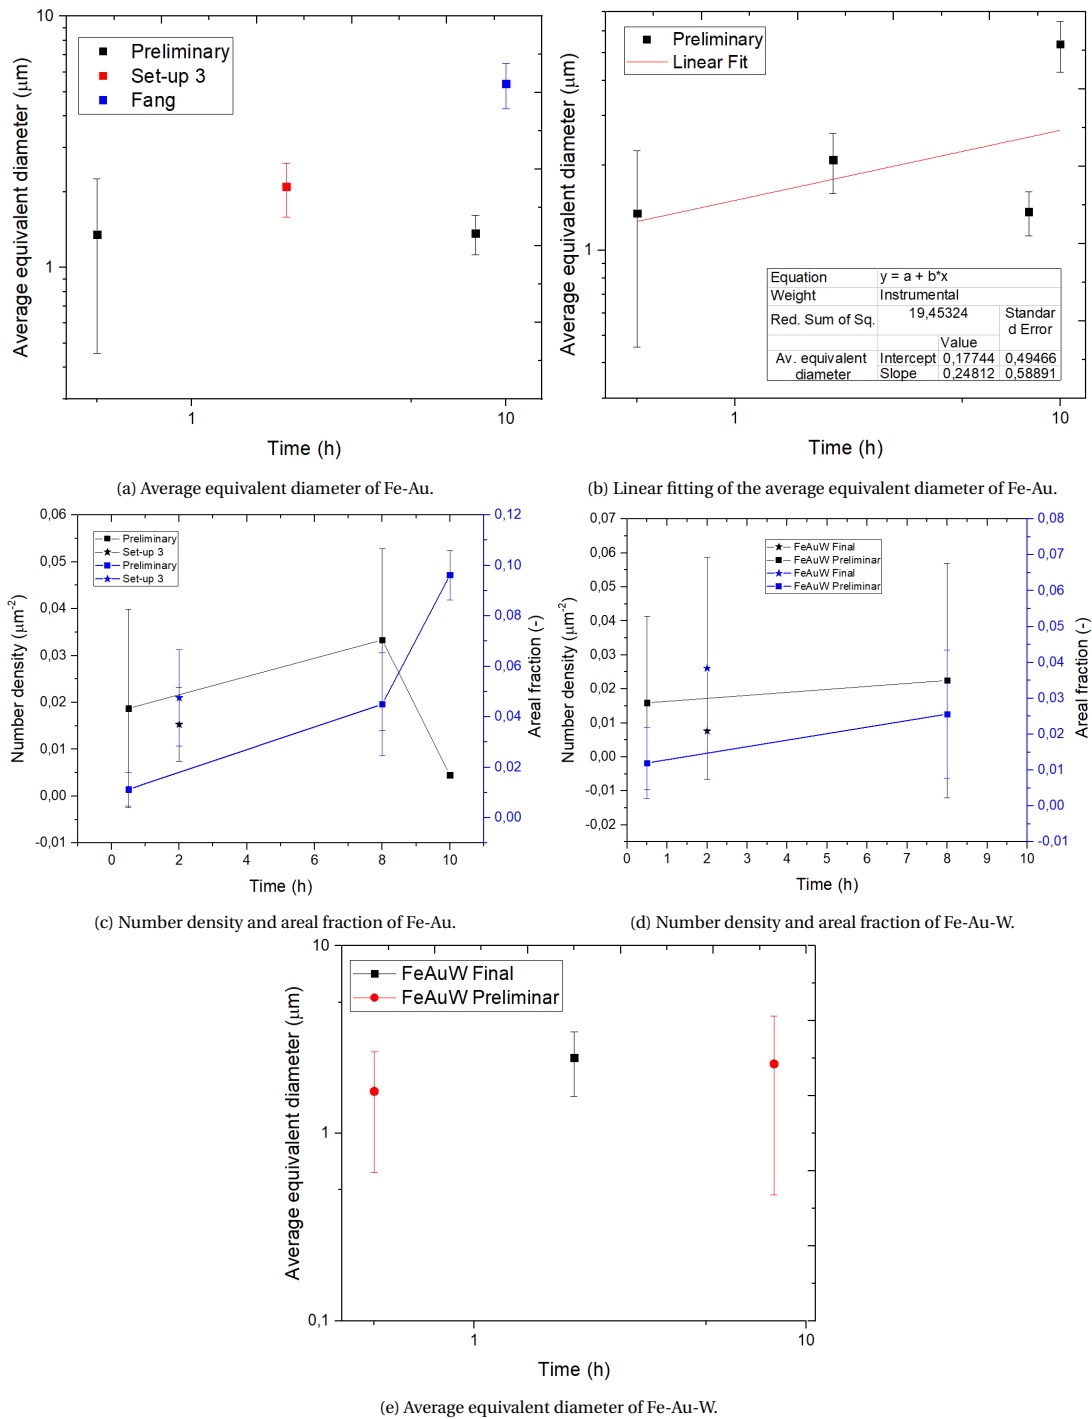 10
1
Average equivalent diameter (μm)
Preliminary
Set-up 3
Fang
1
10
Time (h)
(a) Average equivalent diameter of Fe-Au.
1
Average equivalent diameter (μm)
Preliminary
Linear Fit
Equation y = a + b*x
Weight Instrumental
Red. Sum of Sq. 19,45324 Standar
d Error
Value
Av. equivalent Intercept 0,17744 0,49466
diameter Slope 0,24812 0,58891
1
10
Time (h)
(b) Linear fitting of the average equivalent diameter of Fe-Au.
0,06
0,05
0,04
0,03
0,02
0,01
0,00
-0,01
Number density (μm-2)
Preliminary
Set-up 3
Preliminary
Set-up 3
0,12
0,10
0,08
0,06
0,04
0,02
0,00
Areal fraction (-)
0 2 4 6 8 10
Time (h)
(c) Number density and areal fraction of Fe-Au.
0,07
0,06
0,05
0,04
0,03
0,02
0,01
0,00
-0,01
-0,02
Number density (μm-2)
FeAuW Final
FeAuW Preliminar
FeAuW Final
FeAuW Preliminar
0,08
0,07
0,06
0,05
0,04
0,03
0,02
0,01
0,00
-0,01
Areal fraction (-)
0 1 2 3 4 5 6 7 8 9 10
Time (h)
(d) Number density and areal fraction of Fe-Au-W.
10
1
0,1
Average equivalent diameter (μm)
FeAuW Final
FeAuW Preliminar
1
10
Time (h)
(e) Average equivalent diameter of Fe-Au-W.